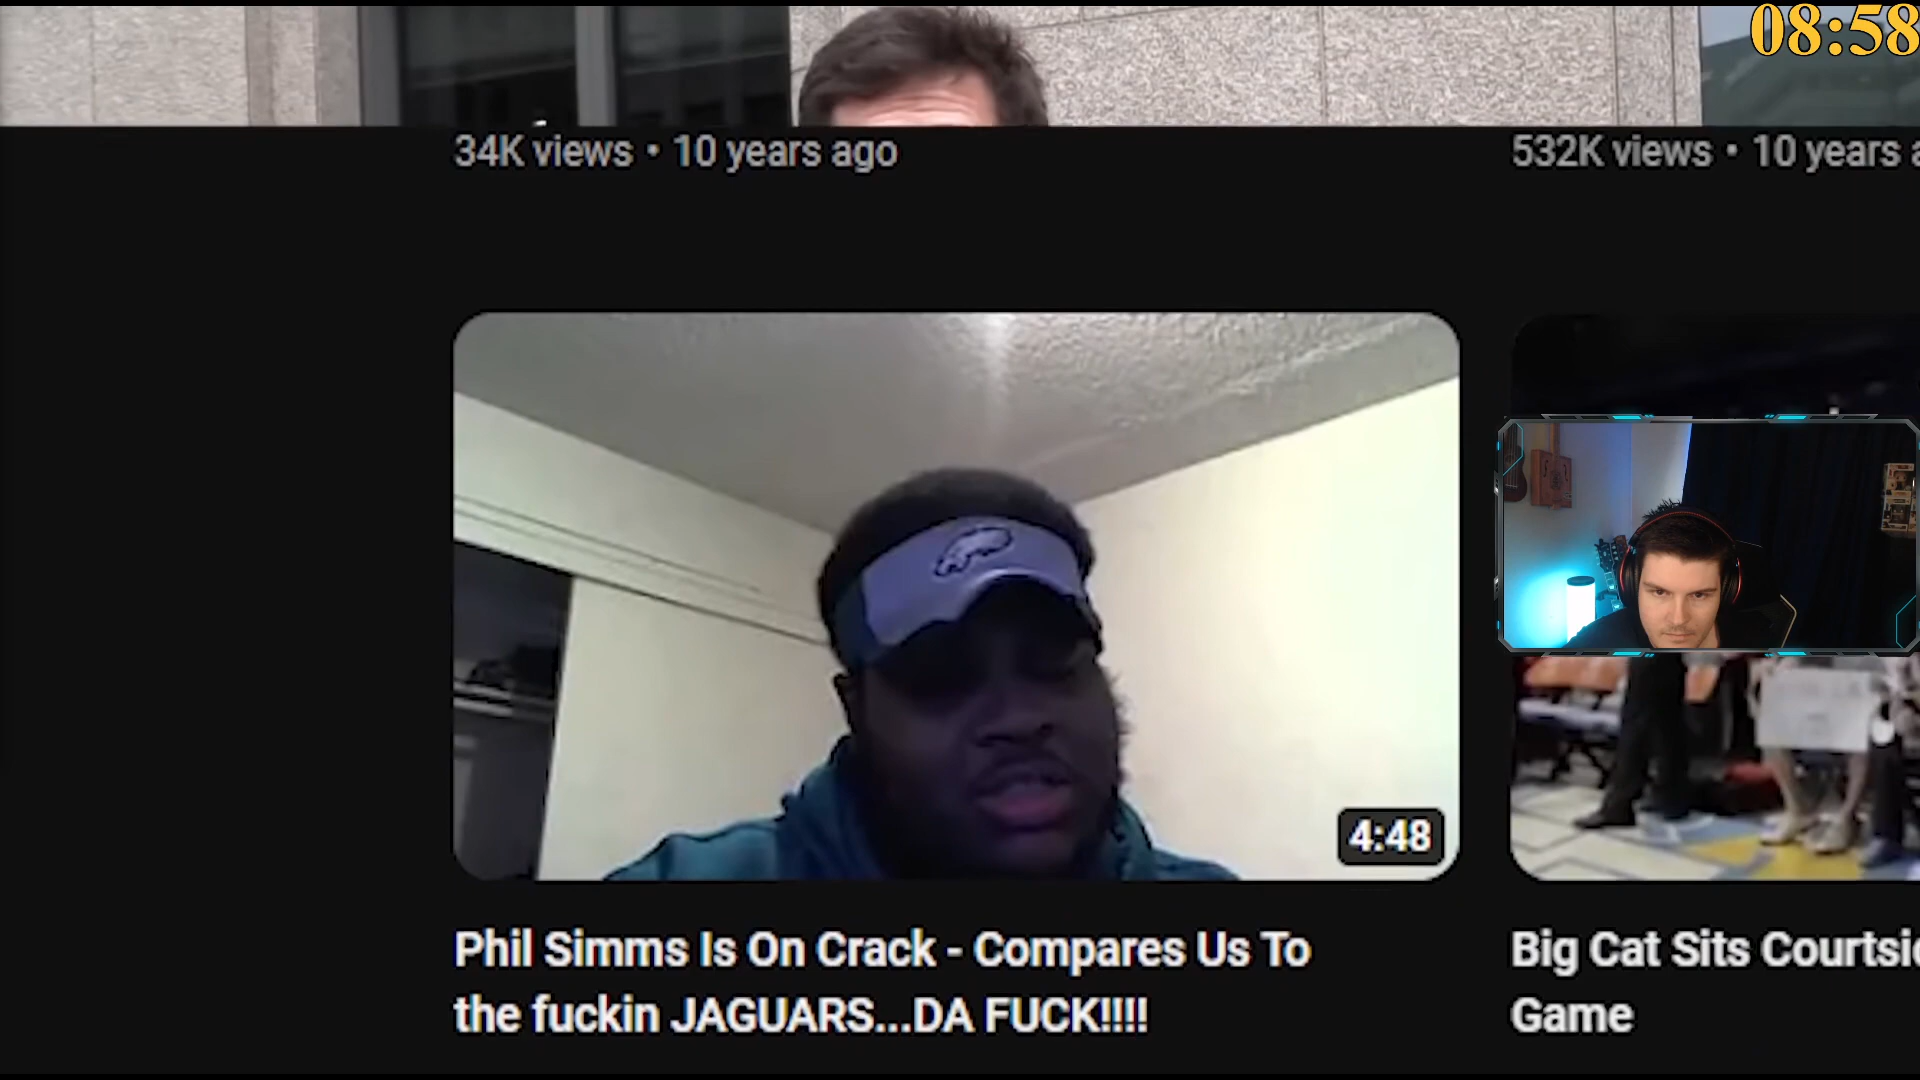 08:58
34K views • 10 years ago
532K views • 10 years a
4:48
Phil Simms Is On Crack - Compares Us To
the fuckin JAGUARS...DA FUCK!!!!
Big Cat Sits Courtsi
Game